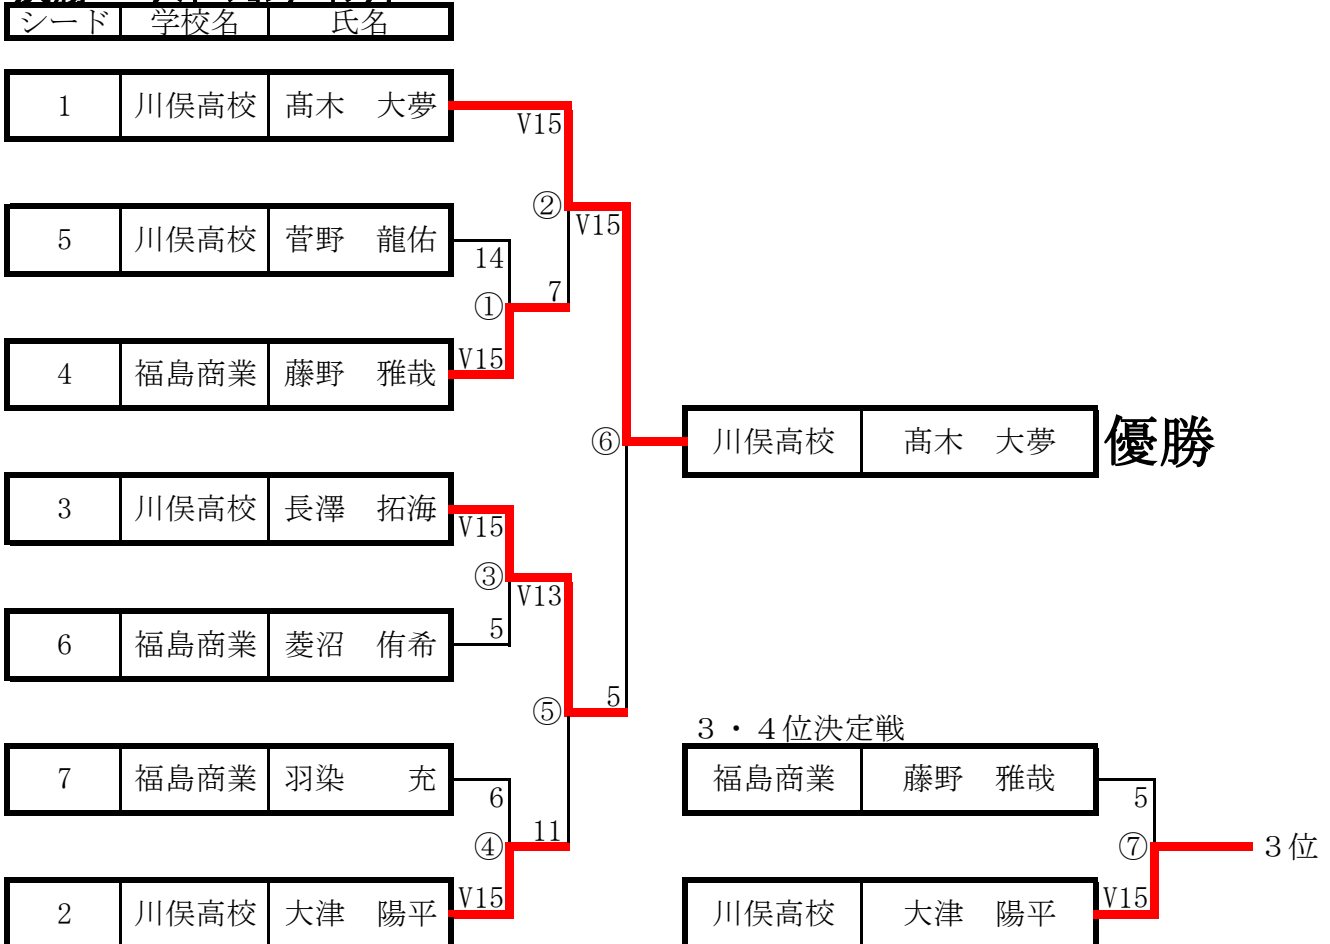 シード 学校名 氏名
1 川俣高校 髙木 大夢
V15
②
V15
5 川俣高校 菅野 龍佑
14
7
①
4 福島商業 藤野 雅哉
V15
⑥
川俣高校 髙木 大夢 優勝
3 川俣高校 長澤 拓海
V15
③
V13
6 福島商業 菱沼 侑希
5
5
⑤
3・4位決定戦
7 福島商業 羽染 充
6
福島商業 藤野 雅哉
5
11
④
⑦
3位
2 川俣高校 大津 陽平
V15
川俣高校 大津 陽平
V15